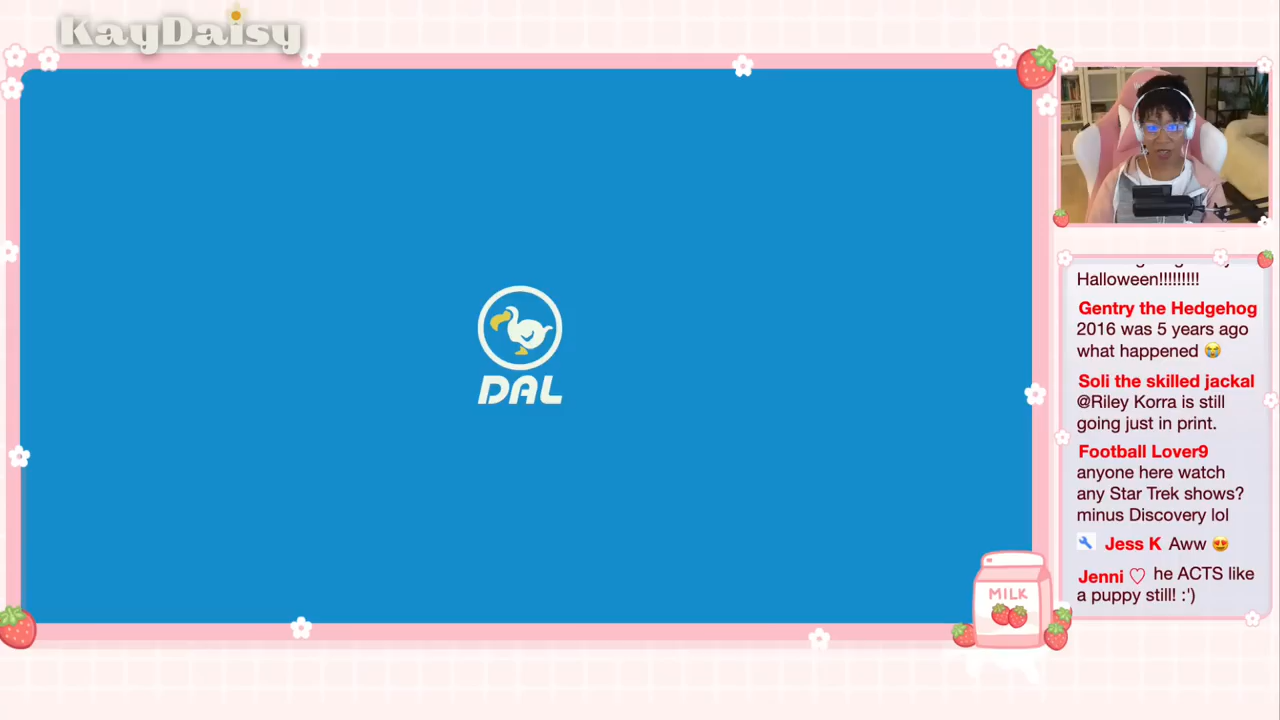 KayDaisy
DAL
MILK
Halloween!!!!!!!!!
Gentry the Hedgehog
2016 was 5 years ago
what happened 😭
Soli the skilled jackal
@Riley Korra is still
going just in print.
Football Lover9
anyone here watch
any Star Trek shows?
minus Discovery lol
Jess K Aww 😍
Jenni ♡ he ACTS like
a puppy still! :')